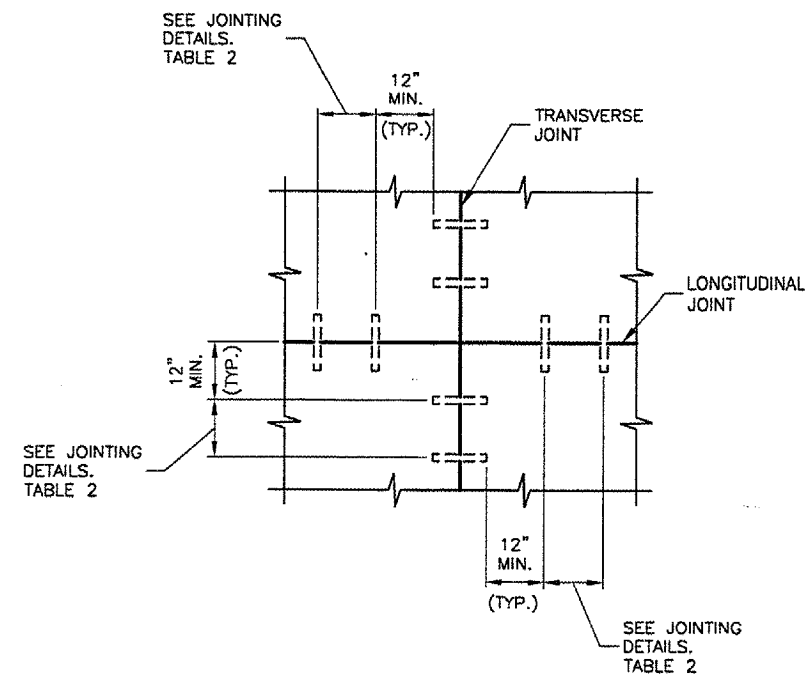 SEE JOINTING
DETAILS.
TABLE 2
12"
MIN.
(TYP.)
TRANSVERSE
JOINT
LONGITUDINAL
JOINT
12"
MIN.
(TYP.)
SEE JOINTING
DETAILS.
TABLE 2
12"
MIN.
(TYP.)
SEE JOINTING
DETAILS.
TABLE 2